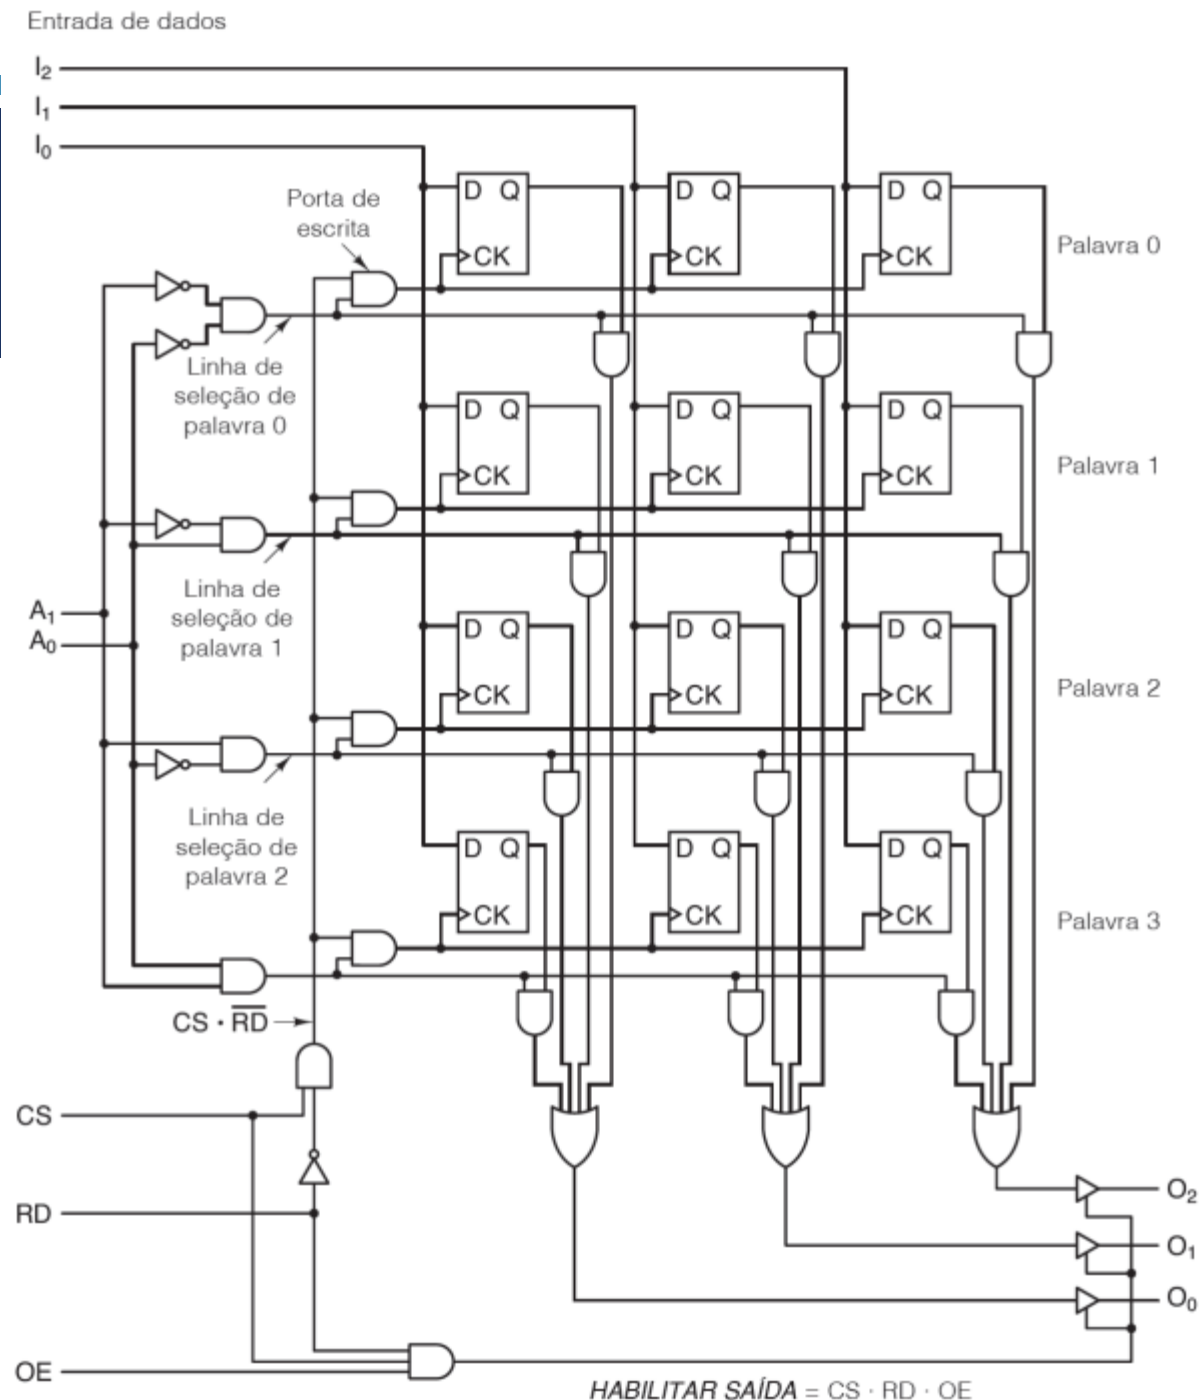 Entrada de dados
I₂
I₁
I₀
Porta de
escrita
D Q
CK
D Q
CK
D Q
CK
Palavra 0
Linha de
seleção de
palavra 0
D Q
CK
D Q
CK
D Q
CK
Palavra 1
A₁
A₀
Linha de
seleção de
palavra 1
D Q
CK
D Q
CK
D Q
CK
Palavra 2
Linha de
seleção de
palavra 2
D Q
CK
D Q
CK
D Q
CK
Palavra 3
CS · R̅D̅
CS
RD
O₂
O₁
O₀
OE
HABILITAR SAÍDA = CS · RD · OE